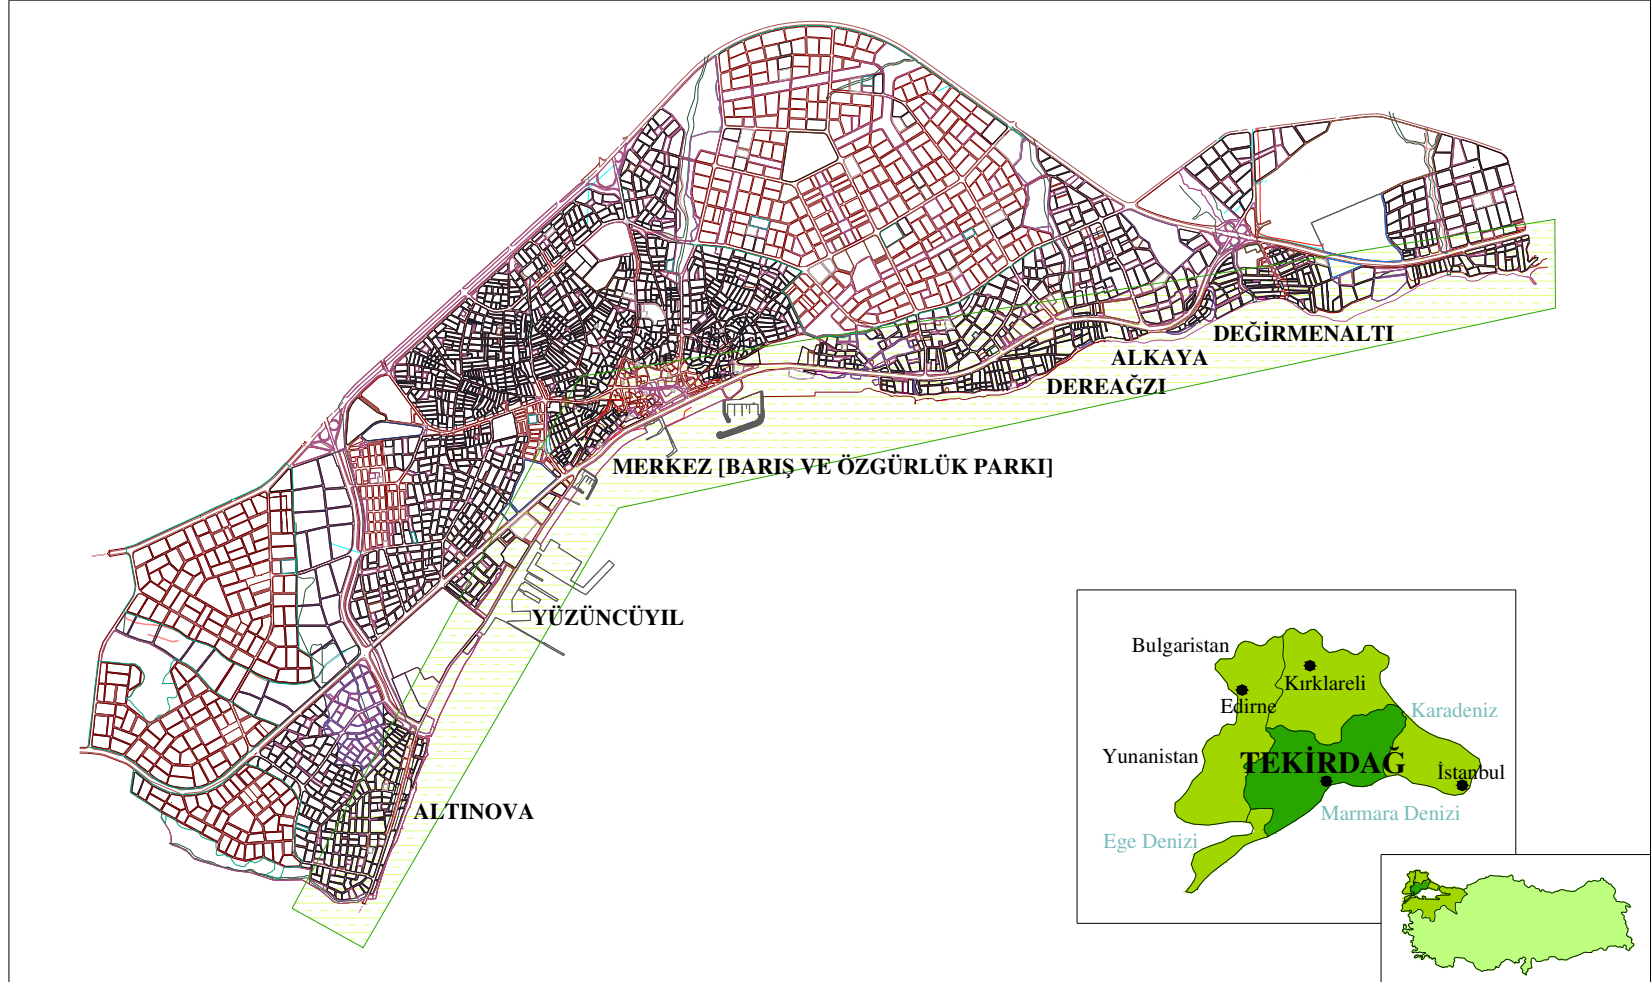 DEĞİRMENALTI
ALKAYA
DEREAĞZI
MERKEZ [BARIŞ VE ÖZGÜRLÜK PARKI]
YÜZÜNCÜYIL
ALTINOVA
Bulgaristan
Kırklareli
Edirne
Karadeniz
Yunanistan
TEKİRDAĞ
İstanbul
Marmara Denizi
Ege Denizi